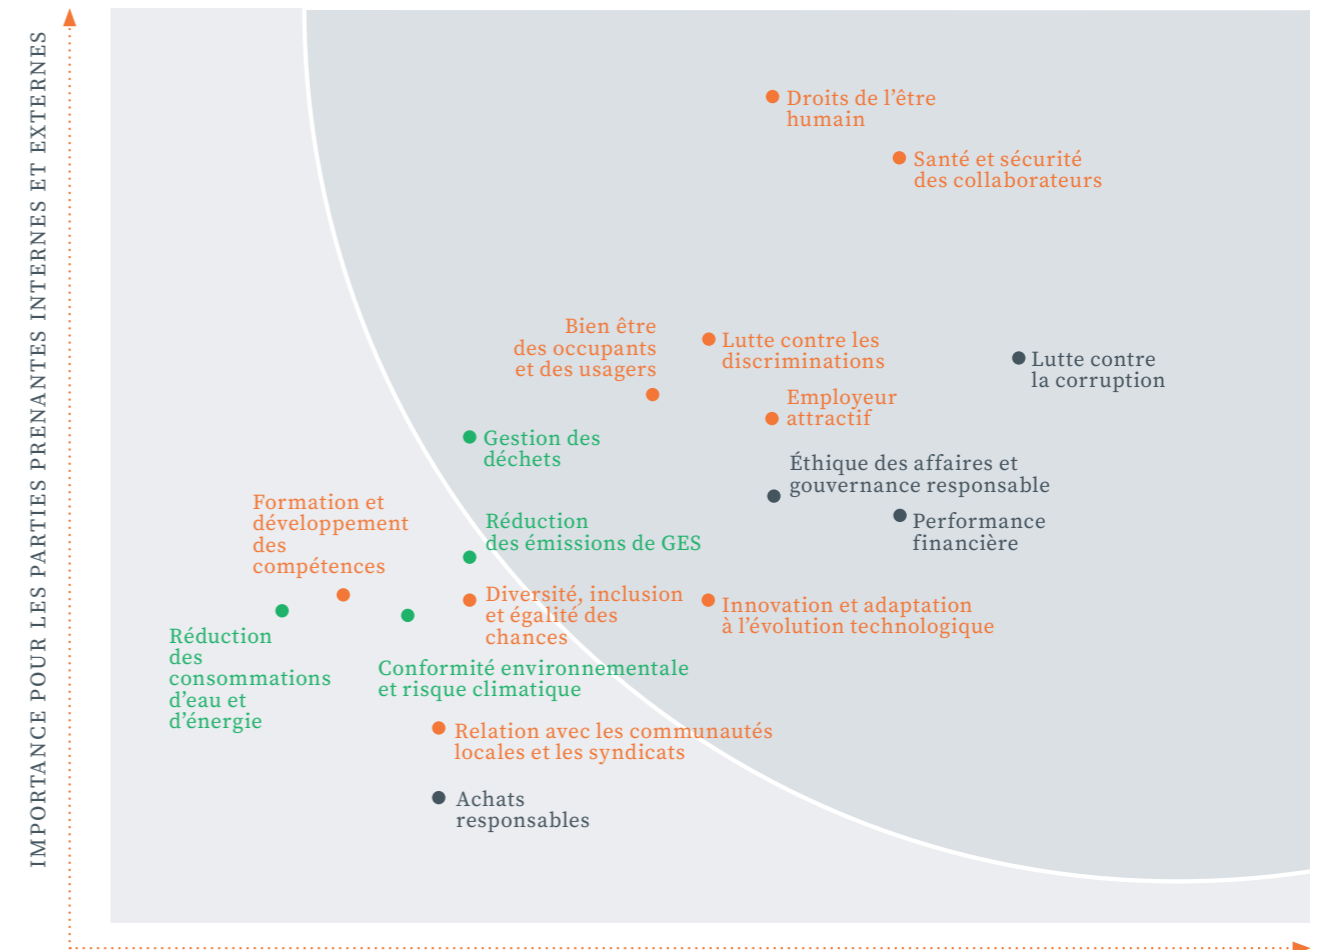 IMPORTANCE POUR LES PARTIES PRENANTES INTERNES ET EXTERNES
Droits de l’être
humain
Santé et sécurité
des collaborateurs
Bien être
des occupants
et des usagers
Lutte contre les
discriminations
Lutte contre
la corruption
Employeur
attractif
Gestion des
déchets
Éthique des affaires et
gouvernance responsable
Formation et
développement
des
compétences
Réduction
des émissions de GES
Performance
financière
Diversité, inclusion
et égalité des
chances
Innovation et adaptation
à l’évolution technologique
Réduction
des
consommations
d’eau et
d’énergie
Conformité environnementale
et risque climatique
Relation avec les communautés
locales et les syndicats
Achats
responsables